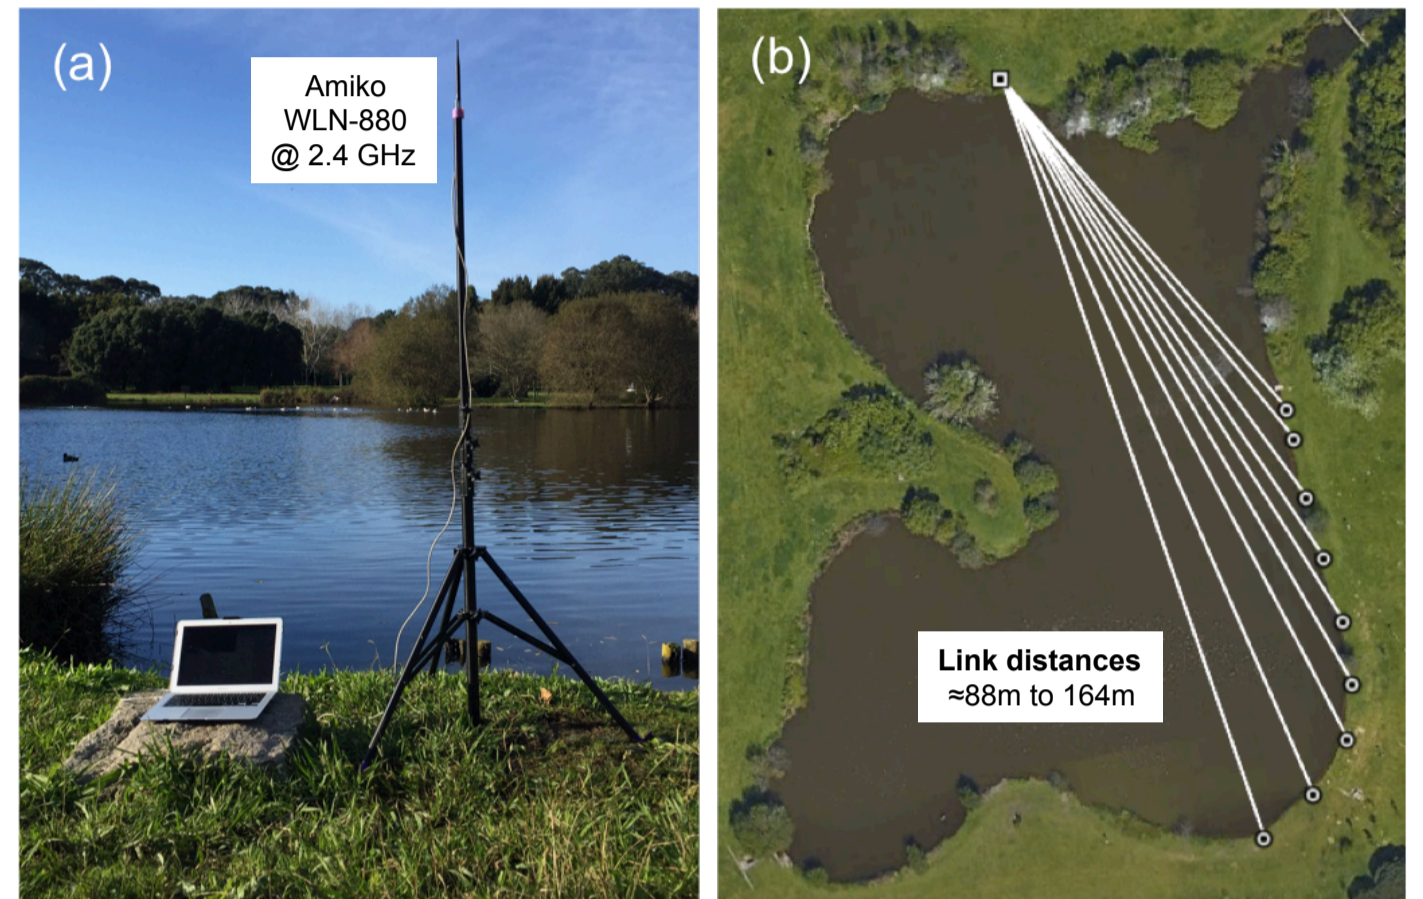 (a)
Amiko
WLN-880
@ 2.4 GHz
(b)
Link distances
≈88m to 164m